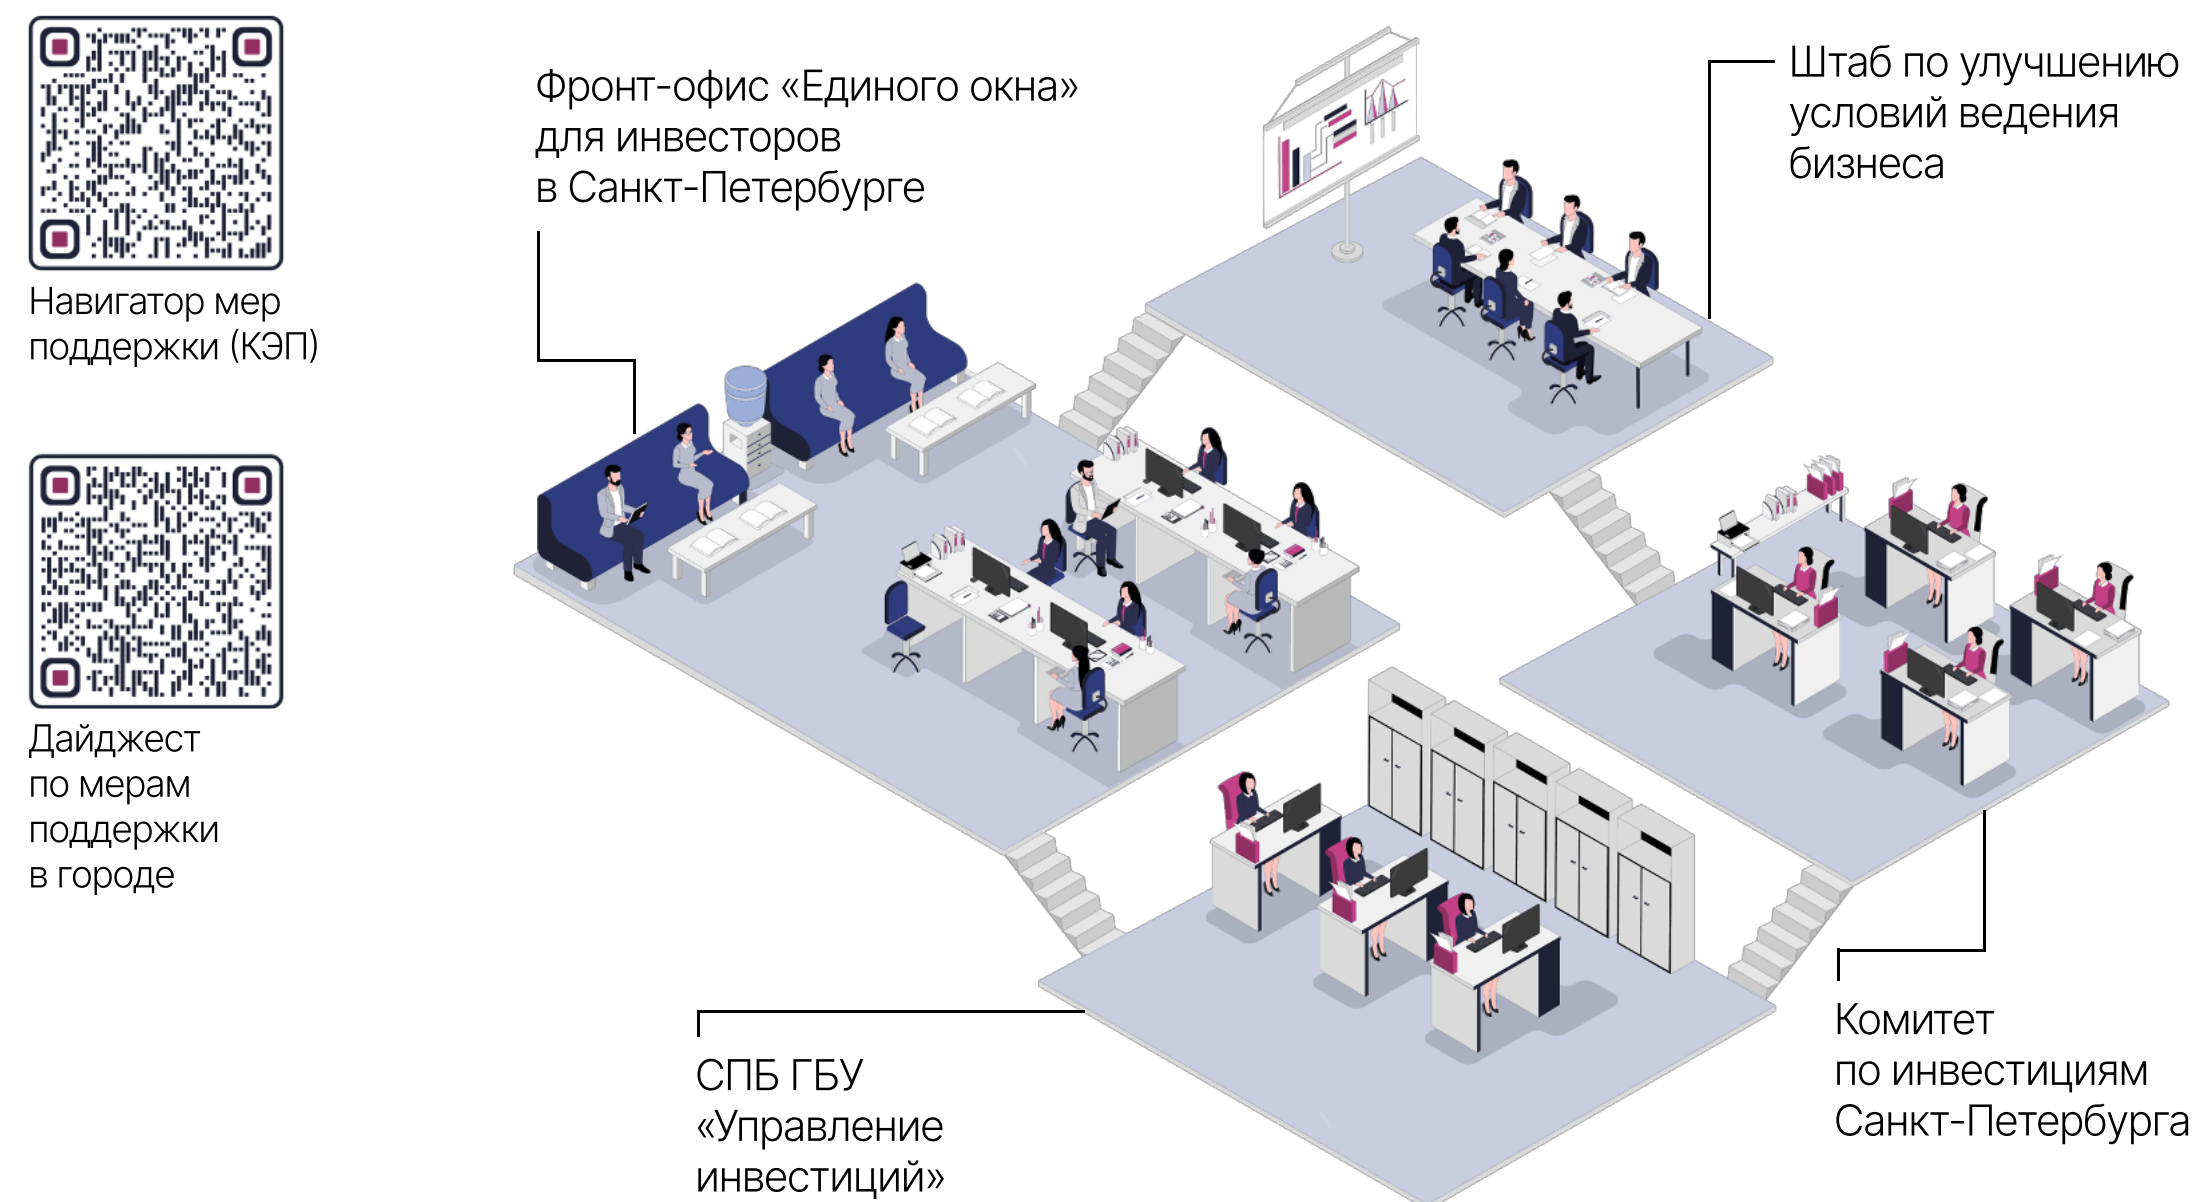 Навигатор мер
поддержки (КЭП)
Дайджест
по мерам
поддержки
в городе
Фронт-офис «Единого окна»
для инвесторов
в Санкт-Петербурге
Штаб по улучшению
условий ведения
бизнеса
СПБ ГБУ
«Управление
инвестиций»
Комитет
по инвестициям
Санкт-Петербурга